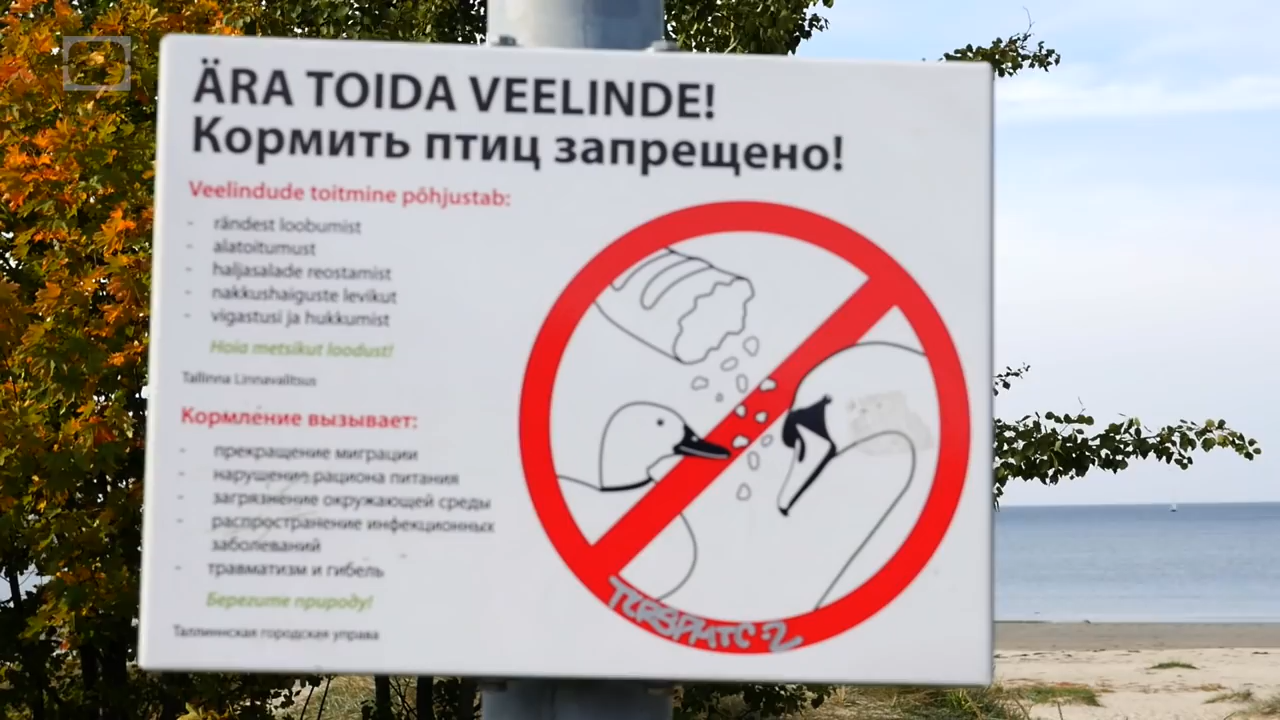 ÄRA TOIDA VEELINDE!
Кормить птиц запрещено!
Veelindude toitmine põhjustab:
- rändest loobumist
- alatoitumust
- haljasalade reostamist
- nakkushaiguste levikut
- vigastusi ja hukkumist
Hoia metsikut loodust!
Tallinna Linnavalitsus
Кормление вызывает:
- прекращение миграции
- нарушение рациона питания
- загрязнение окружающей среды
- распространение инфекционных
заболеваний
- травматизм и гибель
Берегите природу!
Таллиннская городская управа